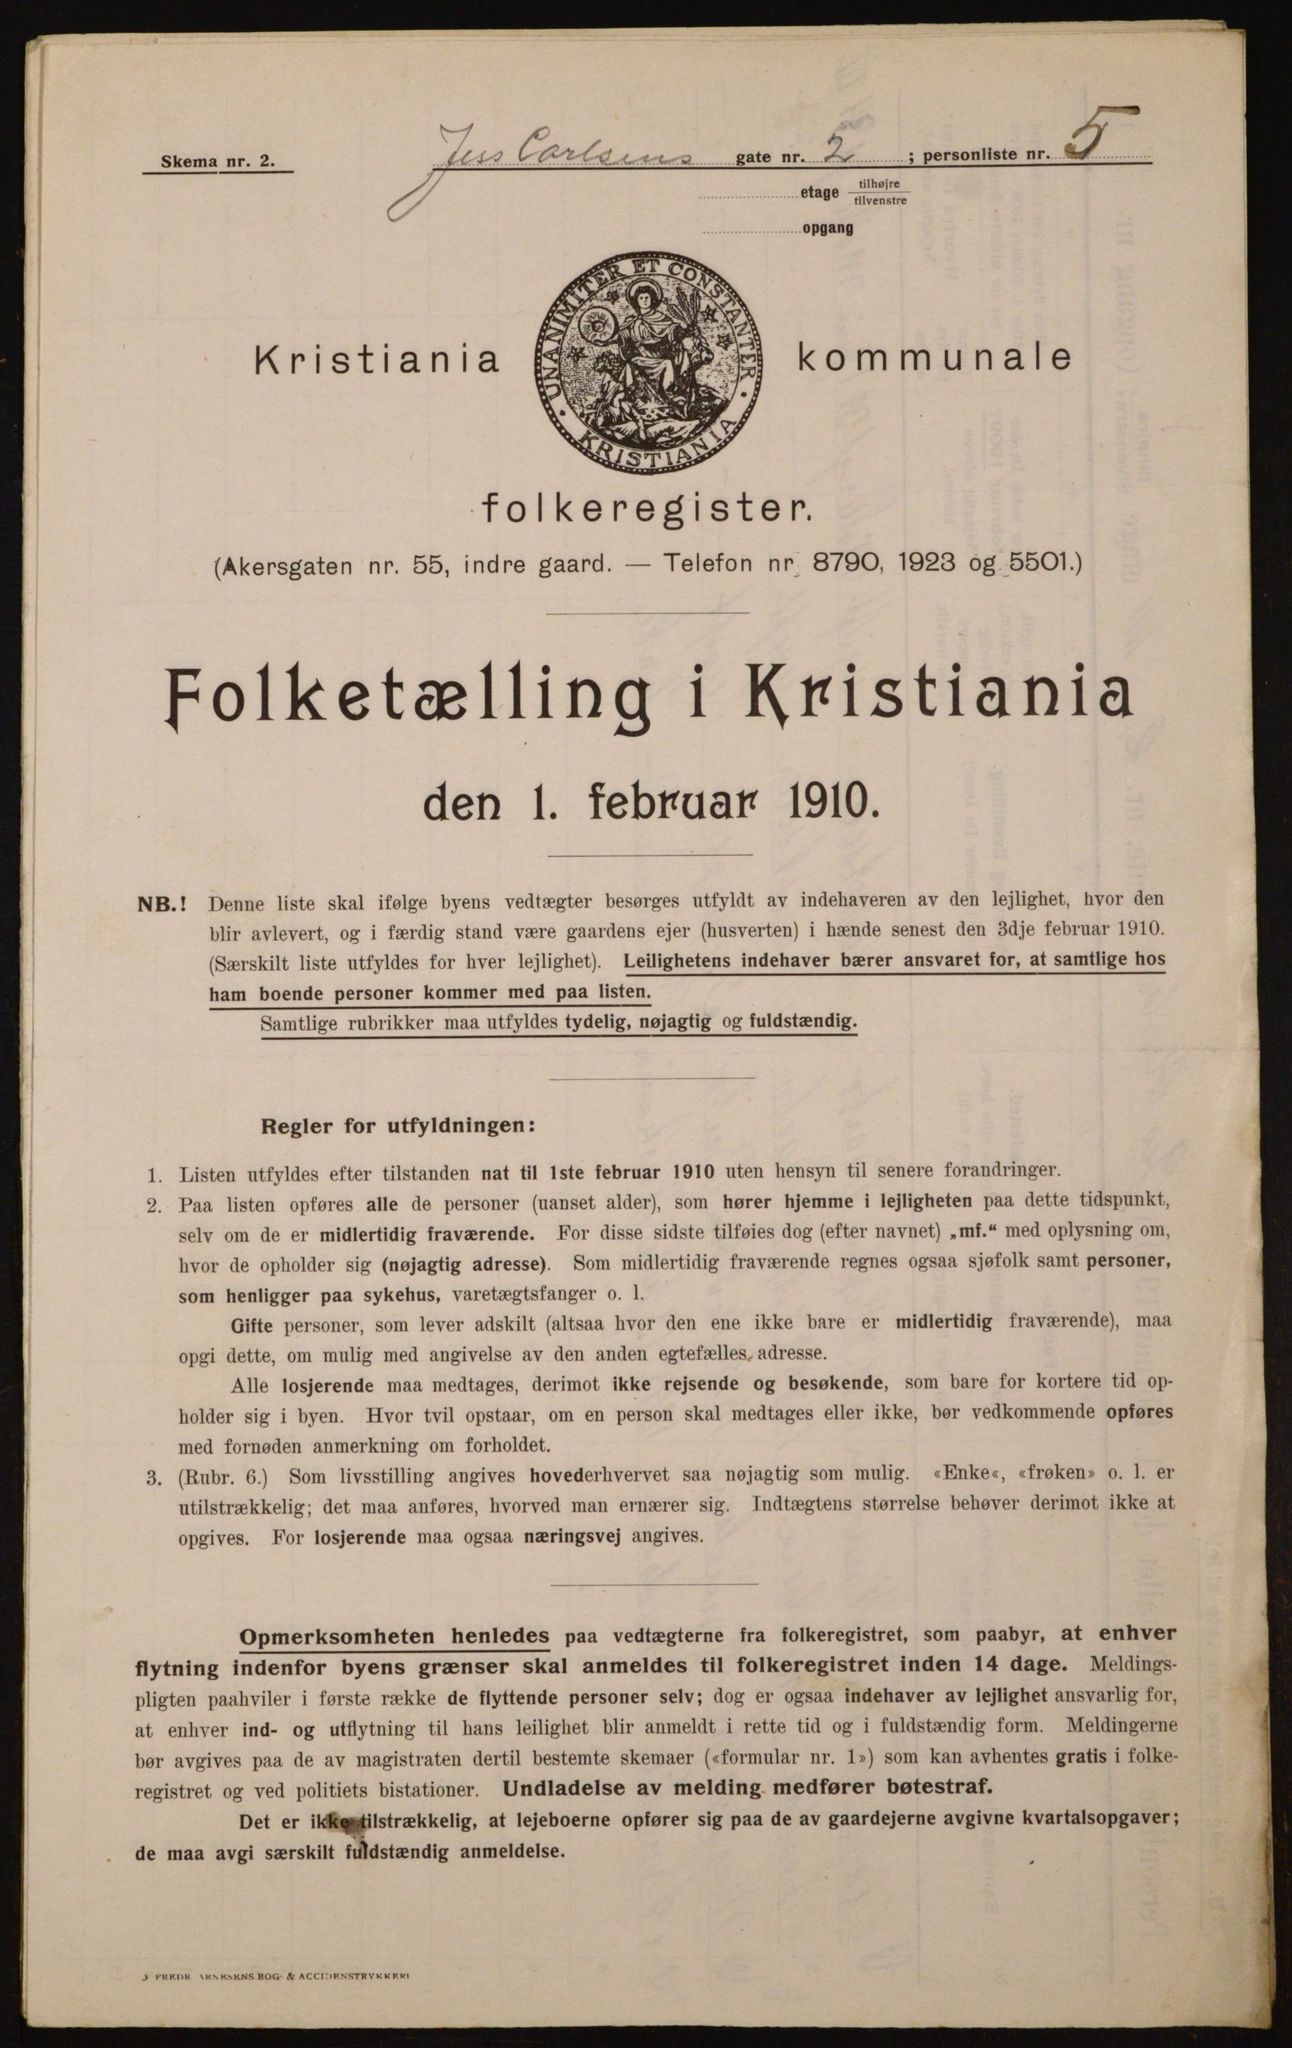 Skema nr. 2. Jess Carlsens gate nr. 2 ; personliste nr. 5
etage tilhøjre
tilvenstre
opgang
UNANIMITER ET CONSTANTER
KRISTIANIA
Kristiania kommunale
folkeregister.
(Akersgaten nr. 55, indre gaard. — Telefon nr. 8790, 1923 og 5501.)
Folketælling i Kristiania
den 1. februar 1910.
NB.! Denne liste skal ifølge byens vedtægter besørges utfyldt av indehaveren av den lejlighet, hvor den
blir avlevert, og i færdig stand være gaardens ejer (husverten) i hænde senest den 3dje februar 1910.
(Særskilt liste utfyldes for hver lejlighet). Leilighetens indehaver bærer ansvaret for, at samtlige hos
ham boende personer kommer med paa listen.
Samtlige rubrikker maa utfyldes tydelig, nøjagtig og fuldstændig.
Regler for utfyldningen:
1. Listen utfyldes efter tilstanden nat til 1ste februar 1910 uten hensyn til senere forandringer.
2. Paa listen opføres alle de personer (uanset alder), som hører hjemme i lejligheten paa dette tidspunkt,
selv om de er midlertidig fraværende. For disse sidste tilføies dog (efter navnet) „mf.“ med oplysning om,
hvor de opholder sig (nøjagtig adresse). Som midlertidig fraværende regnes ogsaa sjøfolk samt personer,
som henligger paa sykehus, varetægtsfanger o. l.
Gifte personer, som lever adskilt (altsaa hvor den ene ikke bare er midlertidig fraværende), maa
opgi dette, om mulig med angivelse av den anden egtefælles adresse.
Alle losjerende maa medtages, derimot ikke rejsende og besøkende, som bare for kortere tid op-
holder sig i byen. Hvor tvil opstaar, om en person skal medtages eller ikke, bør vedkommende opføres
med fornøden anmerkning om forholdet.
3. (Rubr. 6.) Som livsstilling angives hovederhvervet saa nøjagtig som mulig. «Enke«, «frøken» o. l. er
utilstrækkelig; det maa anføres, hvorved man ernærer sig. Indtægtens størrelse behøver derimot ikke at
opgives. For losjerende maa ogsaa næringsvej angives.
Opmerksomheten henledes paa vedtægterne fra folkeregistret, som paabyr, at enhver
flytning indenfor byens grænser skal anmeldes til folkeregistret inden 14 dage. Meldings-
pligten paahviler i første række de flyttende personer selv; dog er ogsaa indehaver av lejlighet ansvarlig for,
at enhver ind- og utflytning til hans leilighet blir anmeldt i rette tid og i fuldstændig form. Meldingerne
bør avgives paa de av magistraten dertil bestemte skemaer («formular nr. 1») som kan avhentes gratis i folke-
registret og ved politiets bistationer. Undladelse av melding medfører bøtestraf.
Det er ikke tilstrækkelig, at lejeboerne opfører sig paa de av gaardejerne avgivne kvartalsopgaver;
de maa avgi særskilt fuldstændig anmeldelse.
BOG- & ACCIDENSTRYKKERI